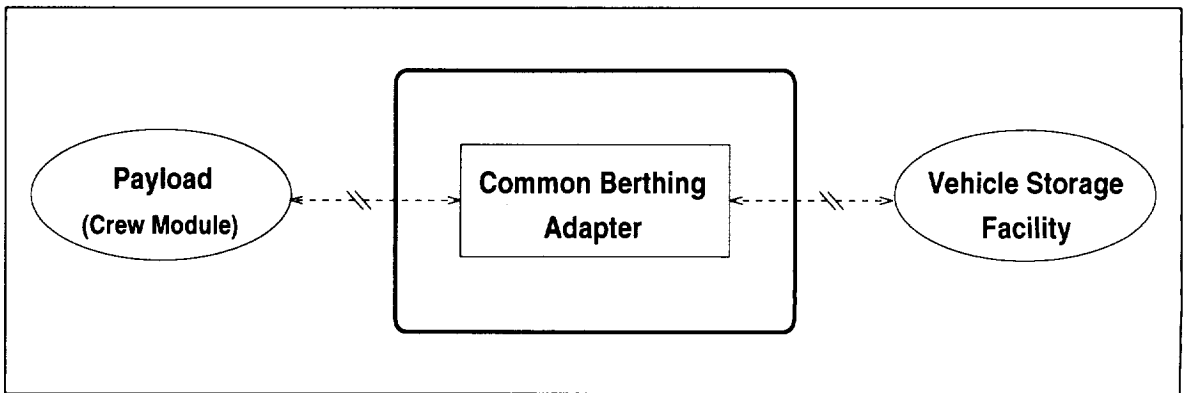 Payload
(Crew Module)
Common Berthing
Adapter
Vehicle Storage
Facility